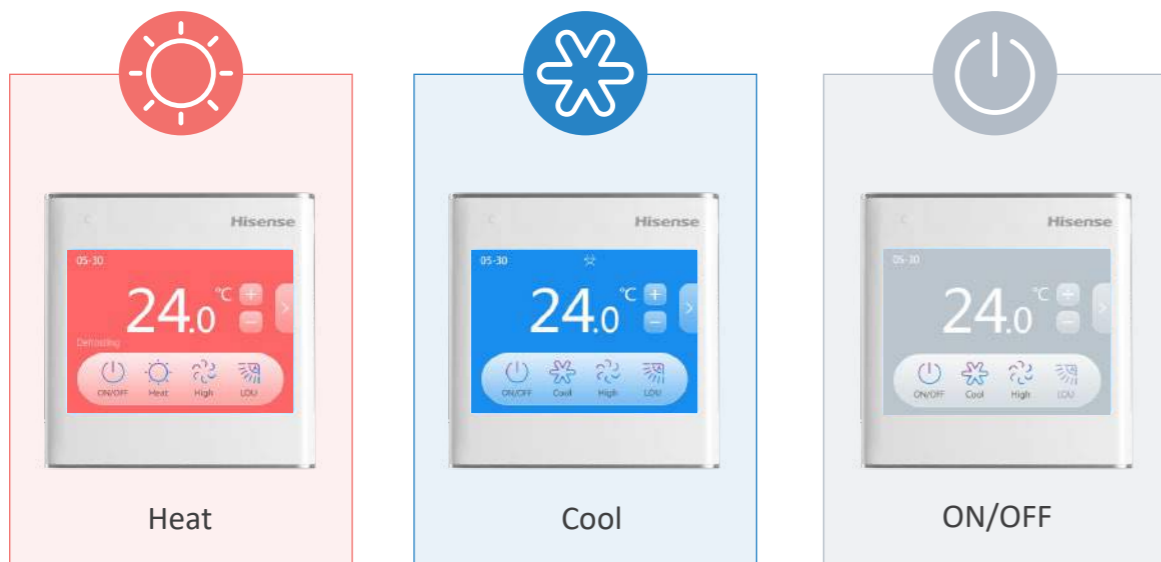 Hisense
05-30
24.0 °C + >
−
Defrosting
ON/OFF Heat High LOU
Heat
Hisense
05-30
24.0 °C + >
−
ON/OFF Cool High LOU
Cool
Hisense
05-30
24.0 °C + >
−
ON/OFF Cool High LOU
ON/OFF